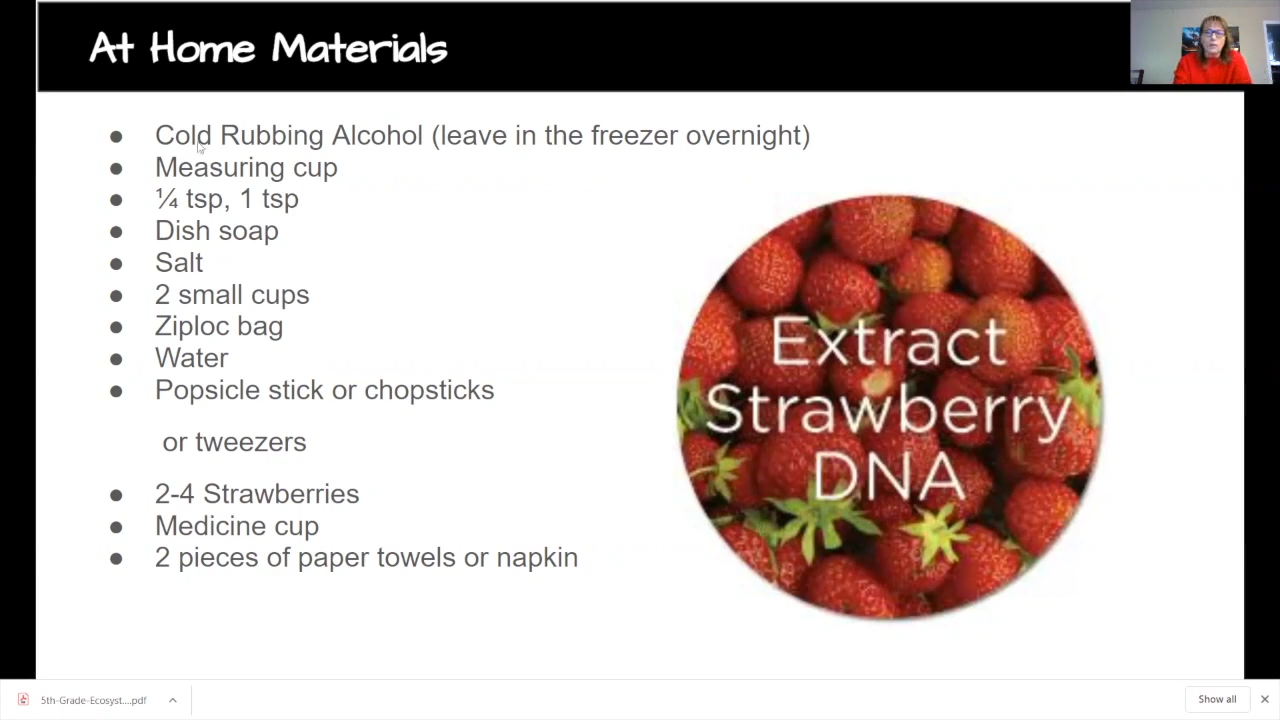 At Home Materials
● Cold Rubbing Alcohol (leave in the freezer overnight)
● Measuring cup
● ¼ tsp, 1 tsp
● Dish soap
● Salt
● 2 small cups
● Ziploc bag
● Water
● Popsicle stick or chopsticks
or tweezers
● 2-4 Strawberries
● Medicine cup
● 2 pieces of paper towels or napkin
Extract
Strawberry
DNA
5th-Grade-Ecosyst....pdf
Show all